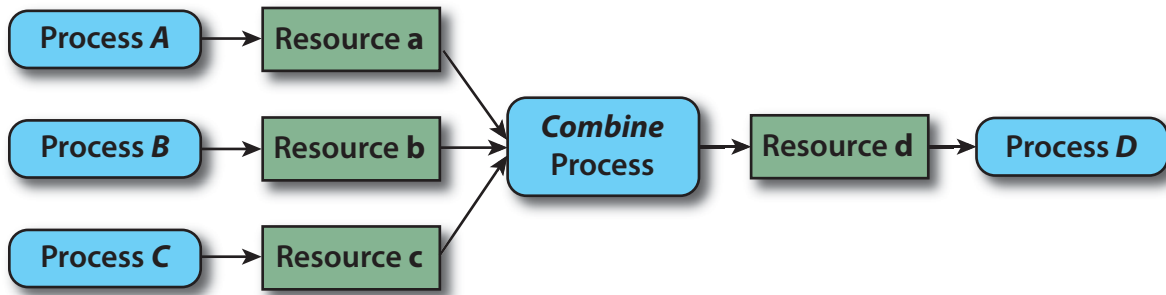 Process A
Resource a
Process B
Resource b
Combine
Process
Resource d
Process D
Process C
Resource c